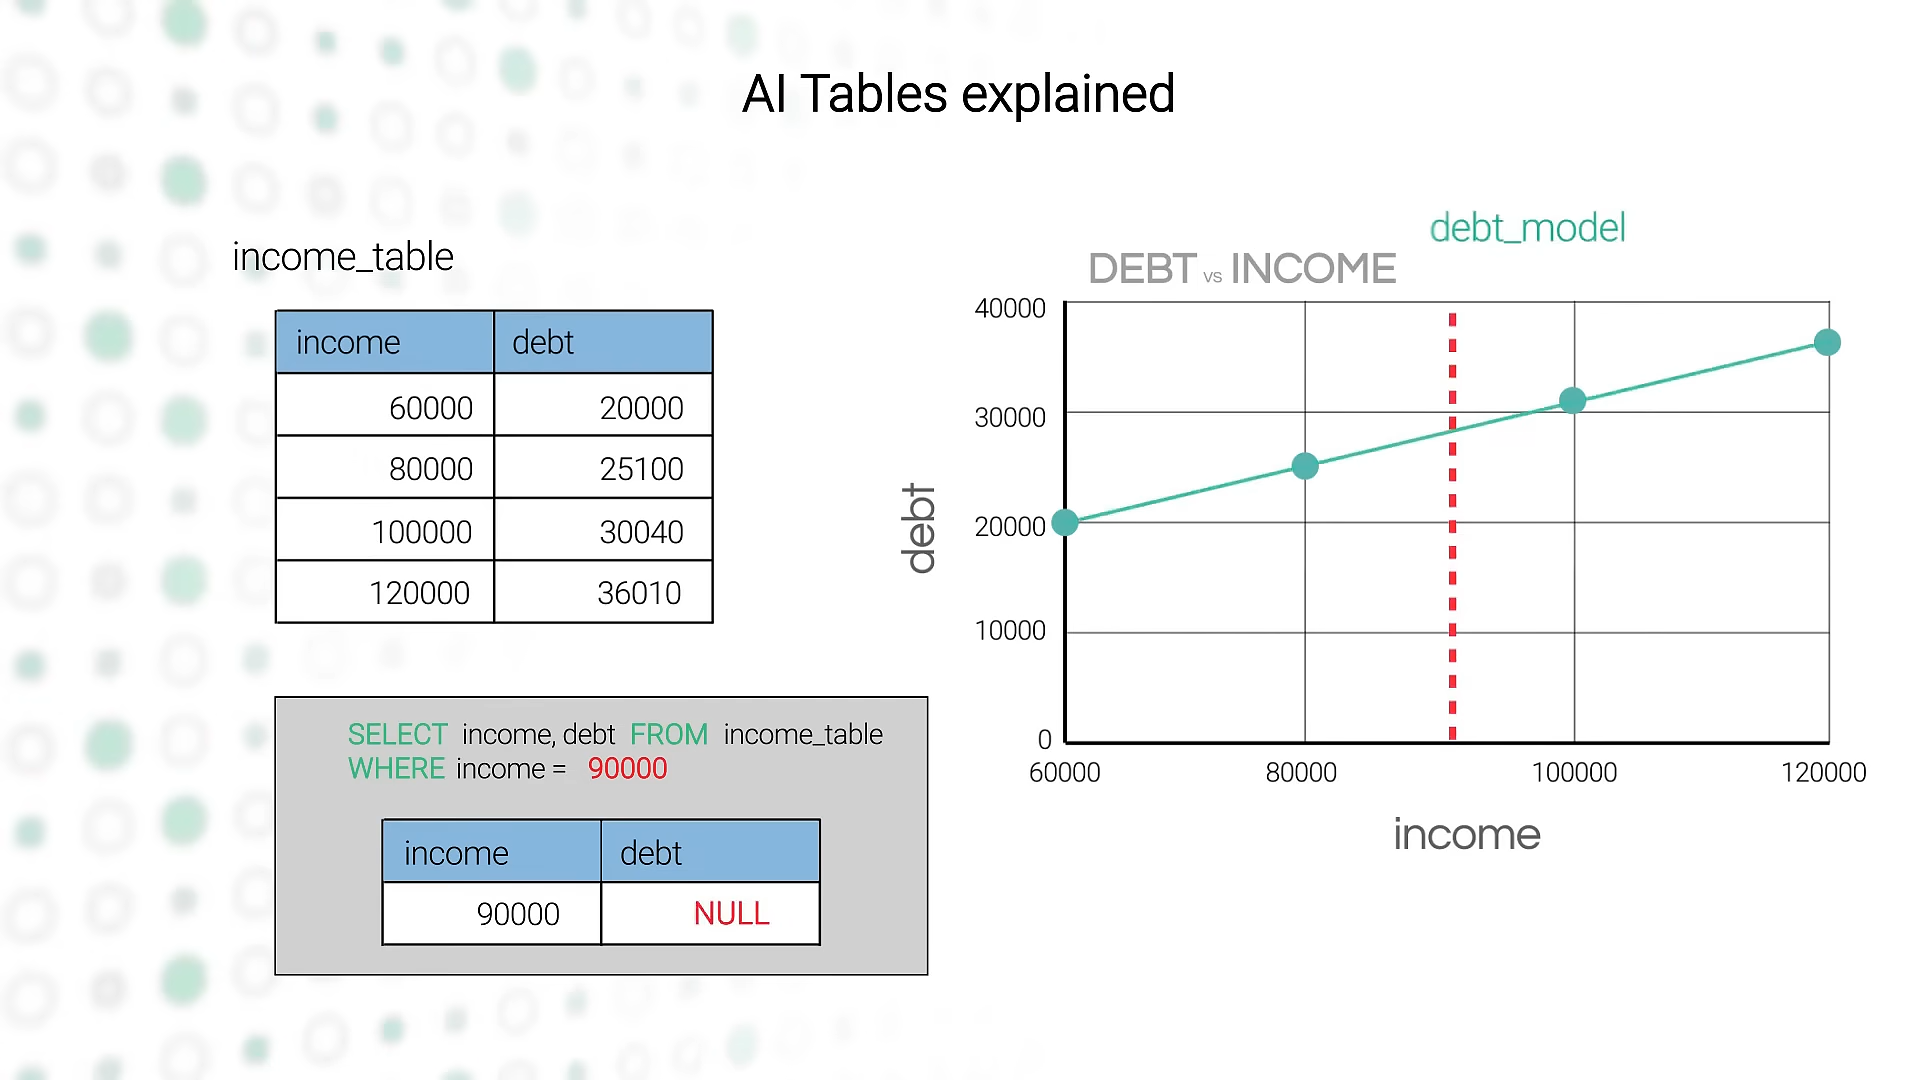 AI Tables explained
income_table
income debt
60000 20000
80000 25100
100000 30040
120000 36010
SELECT income, debt FROM income_table
WHERE income = 90000
income debt
90000 NULL
debt_model
DEBT vs INCOME
40000
30000
20000
10000
0
debt
60000 80000 100000 120000
income